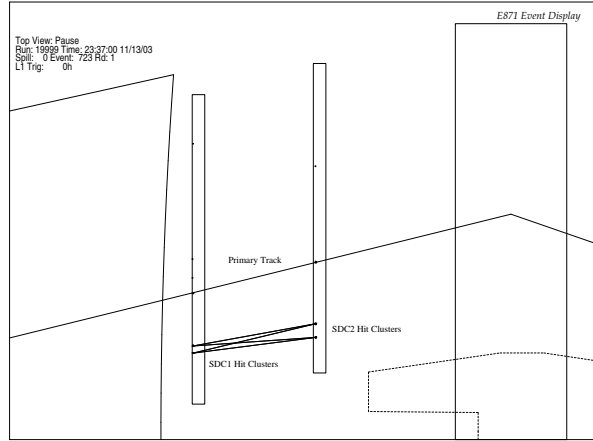 E871 Event Display
Top View: Pause
Run: 19999 Time: 23:37:00 11/13/03
Spill: 0 Event: 723 Rd: 1
L1 Trig: 0h
Primary Track
SDC2 Hit Clusters
SDC1 Hit Clusters